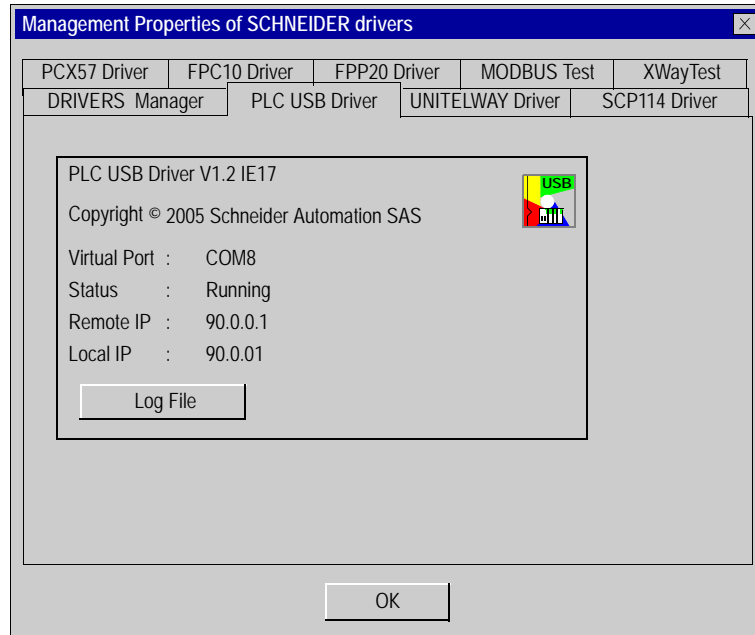 Management Properties of SCHNEIDER drivers
PCX57 Driver FPC10 Driver FPP20 Driver MODBUS Test XWayTest
DRIVERS Manager PLC USB Driver UNITELWAY Driver SCP114 Driver
PLC USB Driver V1.2 IE17
USB
Copyright © 2005 Schneider Automation SAS
Virtual Port : COM8
Status : Running
Remote IP : 90.0.0.1
Local IP : 90.0.01
Log File
OK